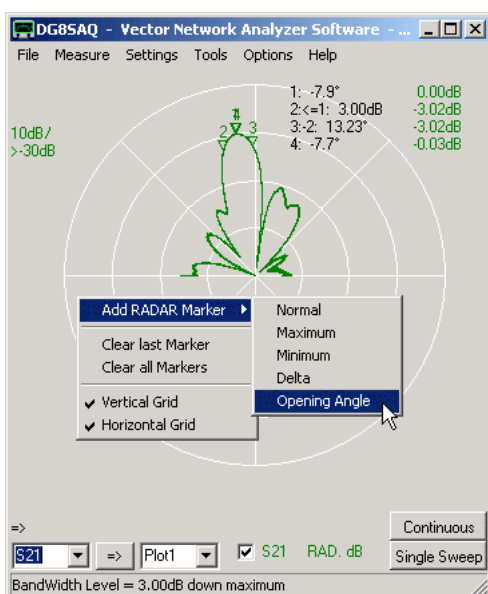 DG8SAQ - Vector Network Analyzer Software - ...
File Measure Settings Tools Options Help
1: -7.9° 0.00dB
2:<=1: 3.00dB -3.02dB
3:-2: 13.23° -3.02dB
4: -7.7° -0.03dB
10dB/
>-30dB
2 3
Add RADAR Marker
Clear last Marker
Clear all Markers
Vertical Grid
Horizontal Grid
Normal
Maximum
Minimum
Delta
Opening Angle
=>
Continuous
S21 => Plot1 S21 RAD. dB Single Sweep
BandWidth Level = 3.00dB down maximum